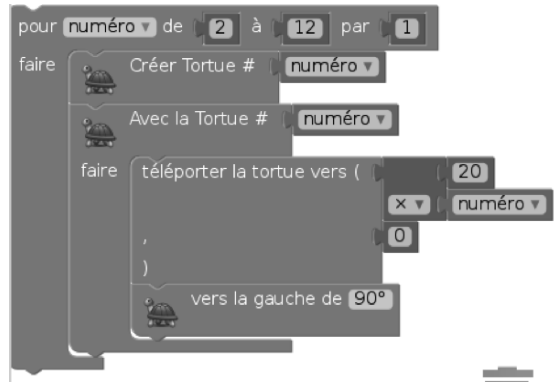 pour numéro de 2 à 12 par 1
faire Créer Tortue # numéro
Avec la Tortue # numéro
faire téléporter la tortue vers ( 20
× numéro
, 0
)
vers la gauche de 90°